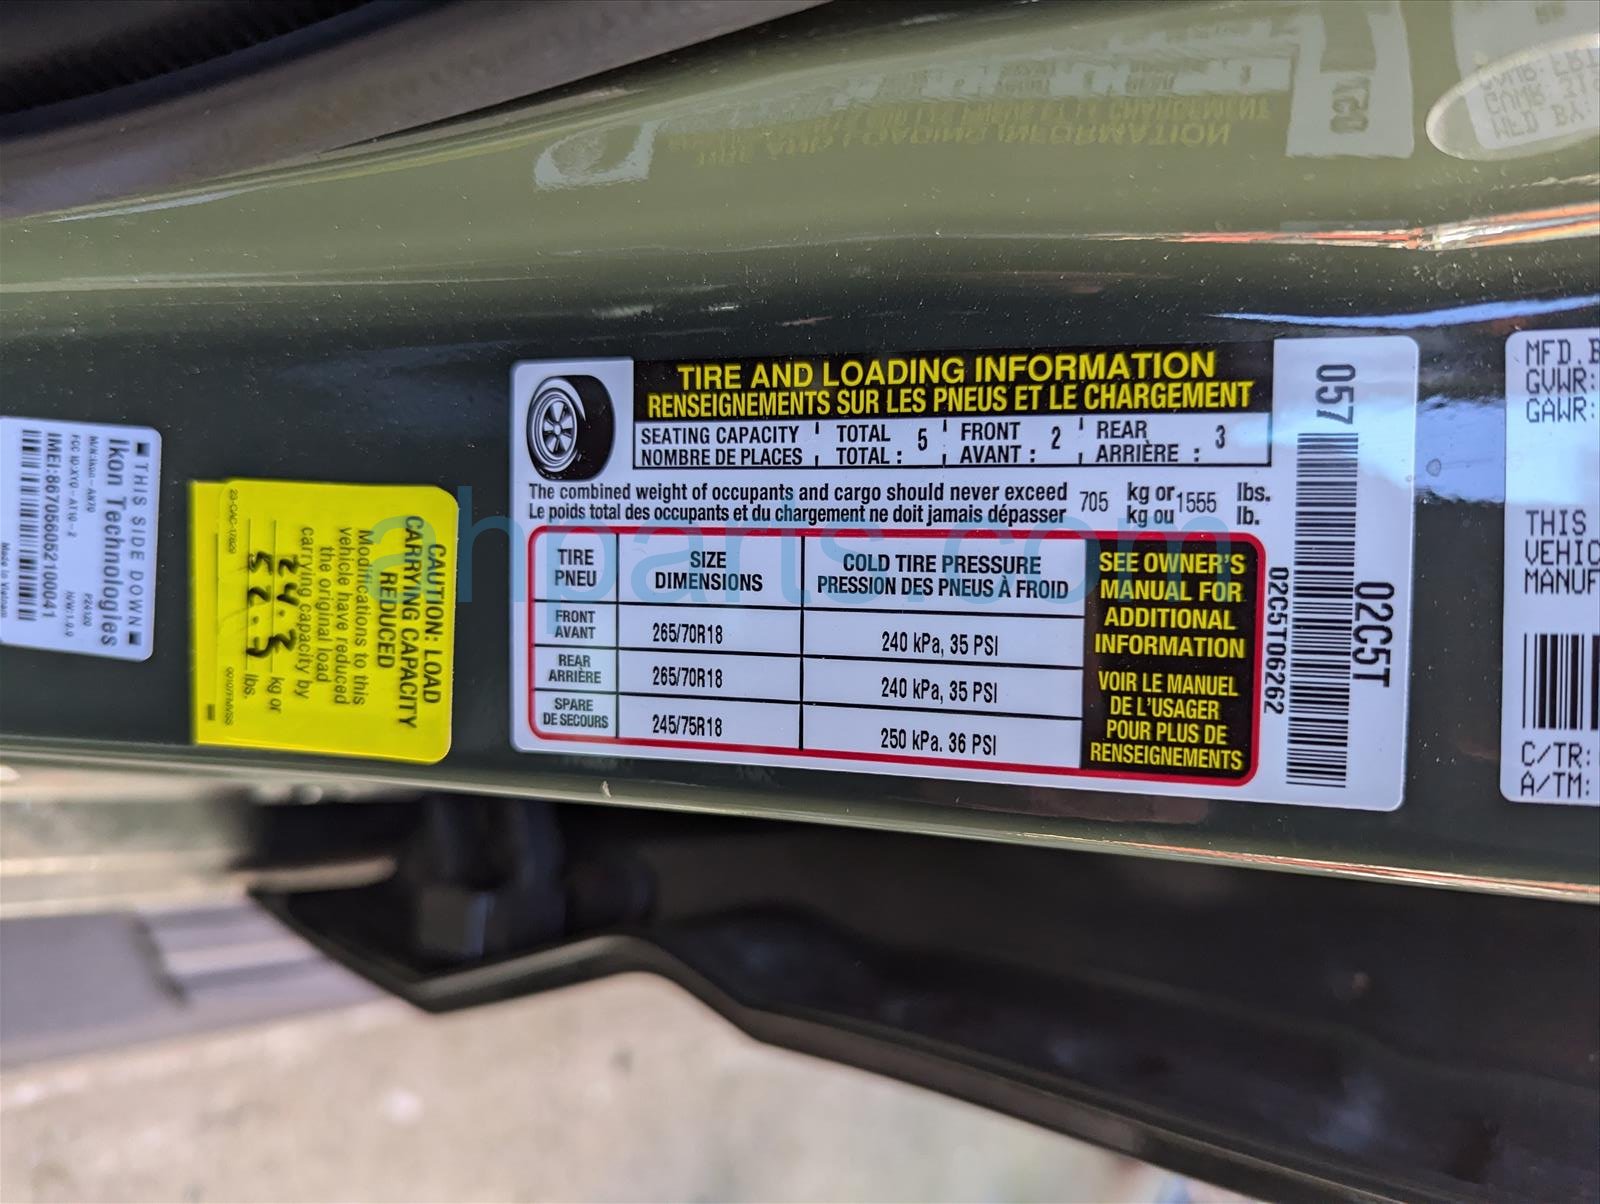 TIRE AND LOADING INFORMATION
RENSEIGNEMENTS SUR LES PNEUS ET LE CHARGEMENT
SEATING CAPACITY TOTAL 5 FRONT 2 REAR 3
NOMBRE DE PLACES TOTAL : AVANT : ARRIÈRE :
The combined weight of occupants and cargo should never exceed 705 kg or 1555 lbs.
Le poids total des occupants et du chargement ne doit jamais dépasser kg ou lb.
TIRE SIZE COLD TIRE PRESSURE
PNEU DIMENSIONS PRESSION DES PNEUS À FROID
FRONT
AVANT
265/70R18 240 kPa, 35 PSI
REAR
ARRIÈRE
265/70R18 240 kPa, 35 PSI
SPARE
DE SECOURS
245/75R18 250 kPa. 36 PSI
SEE OWNER'S
MANUAL FOR
ADDITIONAL
INFORMATION
VOIR LE MANUEL
DE L'USAGER
POUR PLUS DE
RENSEIGNEMENTS
057
02C5T
02C5T06262
CAUTION: LOAD
CARRYING CAPACITY
REDUCED
Modifications to this
vehicle have reduced
the original load
carrying capacity by
24.3 kg or
52.9 lbs.
THIS SIDE DOWN
Ikon Technologies
IMEI:867056052100041
Made in Vietnam
MFD.B
GVWR:
GAWR:
THIS
VEHIC
MANUF
C/TR:
A/TM:
ahparts.com